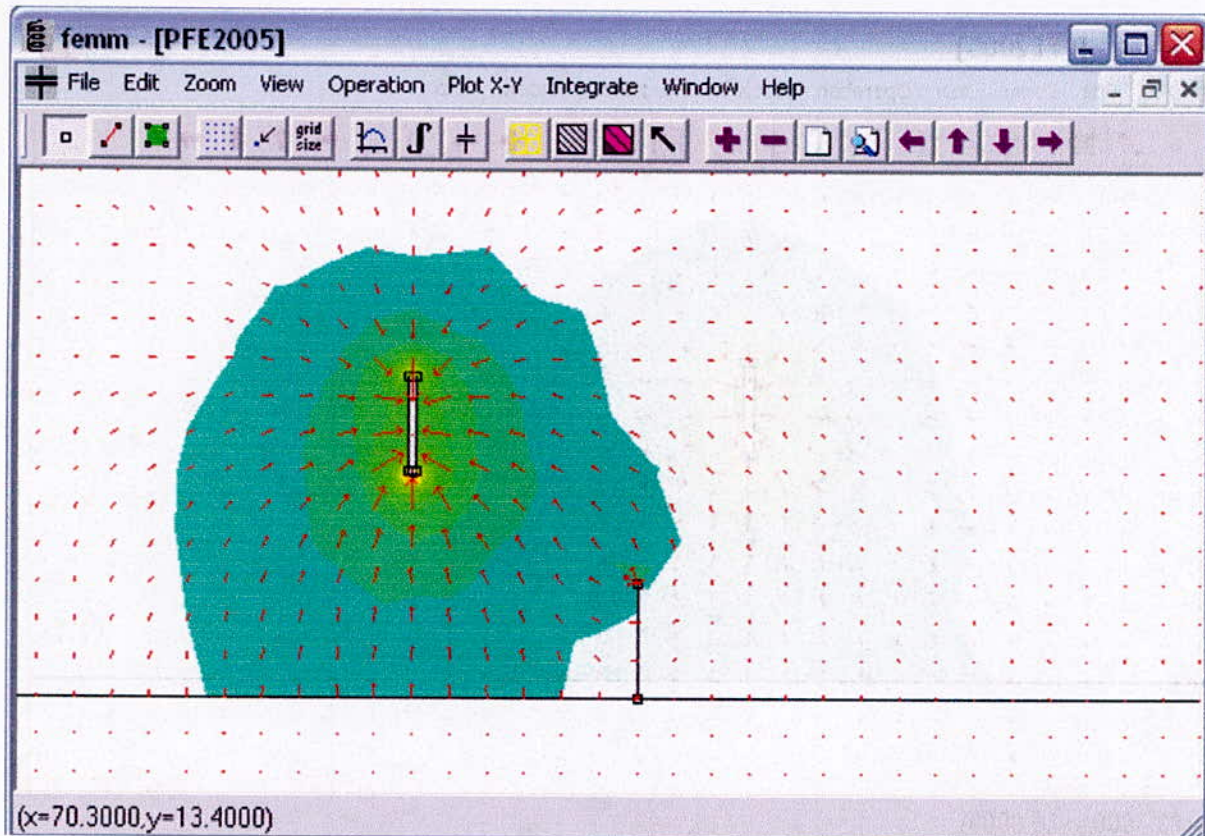 femm - [PFE2005]
File Edit Zoom View Operation Plot X-Y Integrate Window Help
grid size
(x=70.3000,y=13.4000)